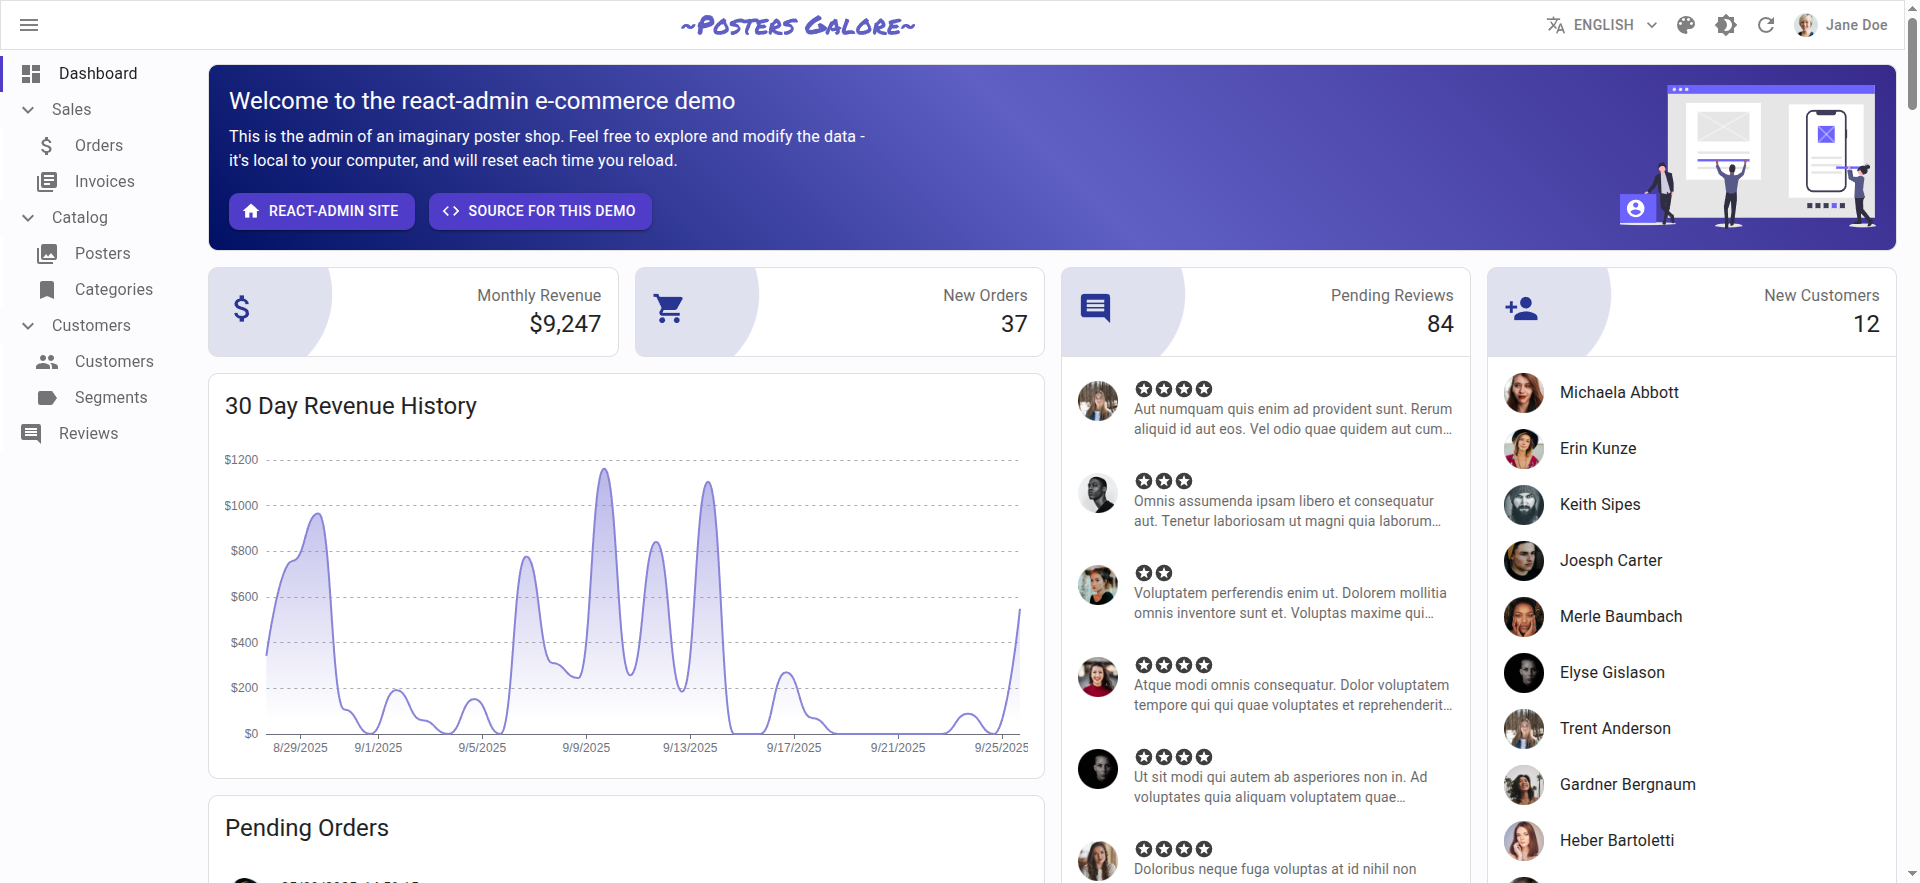 ~Posters Galore~
ENGLISH
Jane Doe
Dashboard
Sales
Orders
Invoices
Catalog
Posters
Categories
Customers
Customers
Segments
Reviews
Welcome to the react-admin e-commerce demo
This is the admin of an imaginary poster shop. Feel free to explore and modify the data -
it's local to your computer, and will reset each time you reload.
REACT-ADMIN SITE
SOURCE FOR THIS DEMO
Monthly Revenue
$9,247
New Orders
37
Pending Reviews
84
New Customers
12
30 Day Revenue History
$1200
$1000
$800
$600
$400
$200
$0
8/29/2025 9/1/2025 9/5/2025 9/9/2025 9/13/2025 9/17/2025 9/21/2025 9/25/2025
Pending Orders
Aut numquam quis enim ad provident sunt. Rerum
aliquid id aut eos. Vel odio quae quidem aut cum…
Omnis assumenda ipsam libero et consequatur
aut. Tenetur laboriosam ut magni quia laborum…
Voluptatem perferendis enim ut. Dolorem mollitia
omnis inventore sunt et. Voluptas maxime qui…
Atque modi omnis consequatur. Dolor voluptatem
tempore qui qui quae voluptates et reprehenderit…
Ut sit modi qui autem ab asperiores non in. Ad
voluptates quia aliquam voluptatem quae…
Doloribus neque fuga voluptas at id nihil non
Michaela Abbott
Erin Kunze
Keith Sipes
Joesph Carter
Merle Baumbach
Elyse Gislason
Trent Anderson
Gardner Bergnaum
Heber Bartoletti